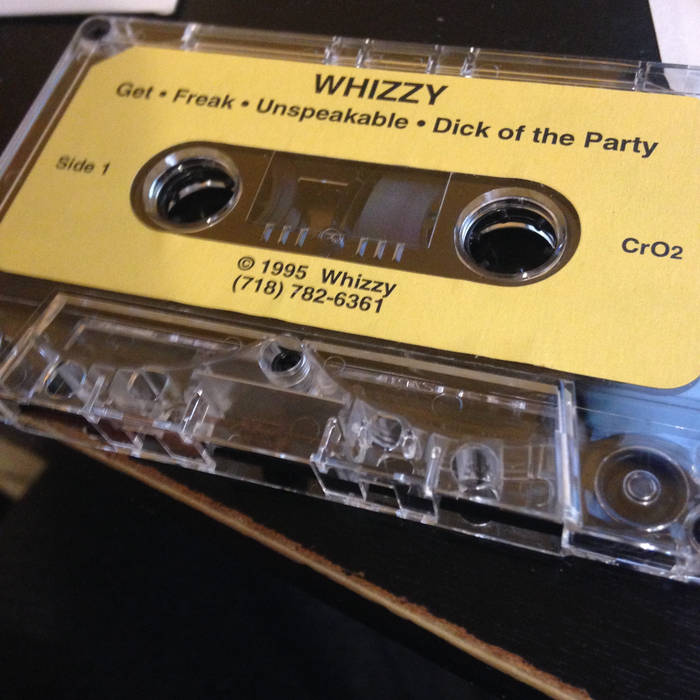 WHIZZY
Get • Freak • Unspeakable • Dick of the Party
Side 1
CrO2
© 1995 Whizzy
(718) 782-6361